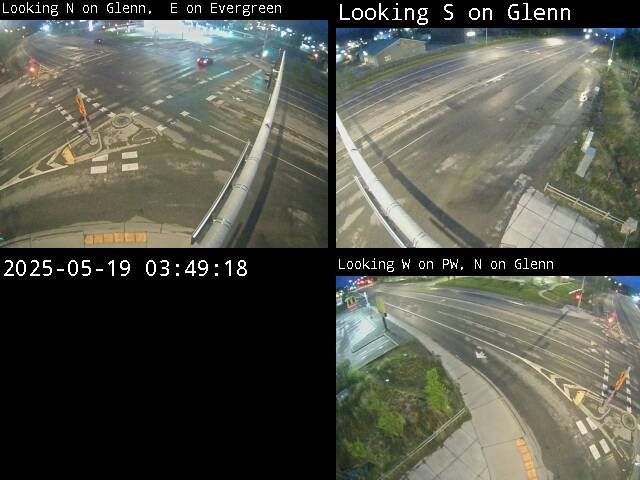 Looking N on Glenn,  E on Evergreen
Looking S on Glenn
2025-05-19 03:49:18
Looking W on PW, N on Glenn